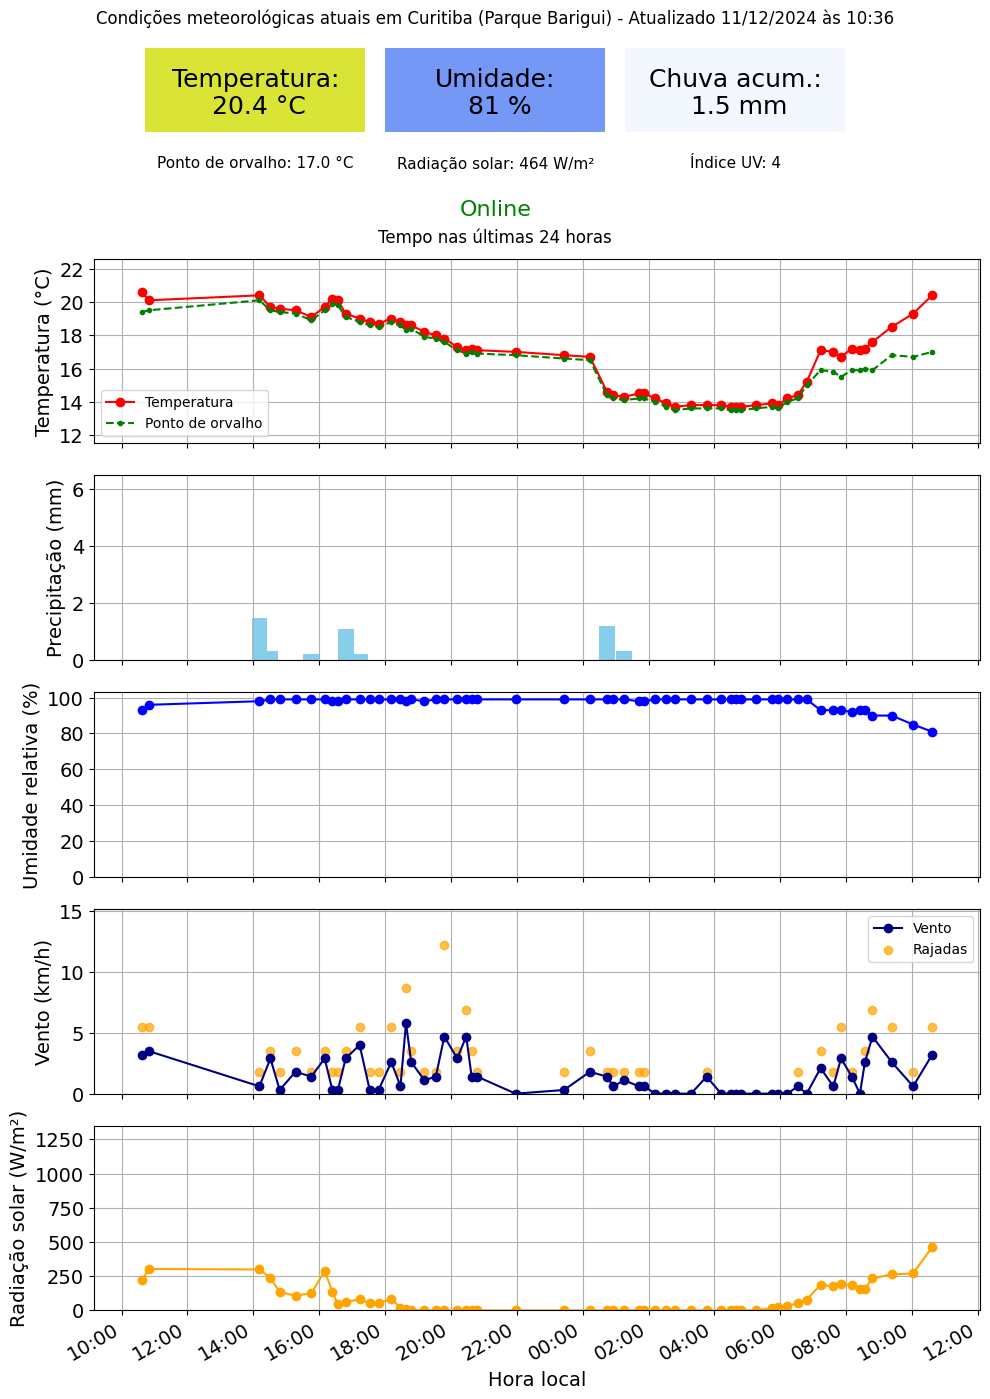 Condições meteorológicas atuais em Curitiba (Parque Barigui) - Atualizado 11/12/2024 às 10:36
Temperatura:
20.4 °C
Umidade:
81 %
Chuva acum.:
1.5 mm
Ponto de orvalho: 17.0 °C
Radiação solar: 464 W/m²
Índice UV: 4
Online
Tempo nas últimas 24 horas
Temperatura (°C)
22
20
18
16
14
12
Temperatura
Ponto de orvalho
Precipitação (mm)
6
4
2
0
Umidade relativa (%)
100
80
60
40
20
0
Vento (km/h)
15
10
5
0
Vento
Rajadas
Radiação solar (W/m²)
1250
1000
750
500
250
0
10:00 12:00 14:00 16:00 18:00 20:00 22:00 00:00 02:00 04:00 06:00 08:00 10:00 12:00
Hora local